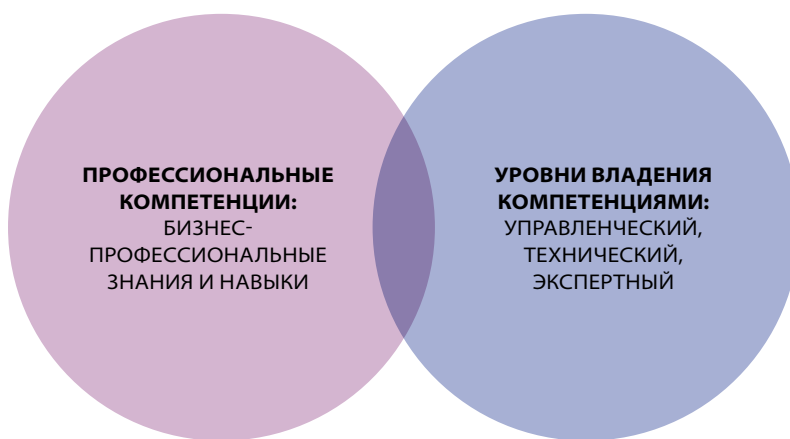 ПРОФЕССИОНАЛЬНЫЕ
КОМПЕТЕНЦИИ:
БИЗНЕС-
ПРОФЕССИОНАЛЬНЫЕ
ЗНАНИЯ И НАВЫКИ
УРОВНИ ВЛАДЕНИЯ
КОМПЕТЕНЦИЯМИ:
УПРАВЛЕНЧЕСКИЙ,
ТЕХНИЧЕСКИЙ,
ЭКСПЕРТНЫЙ